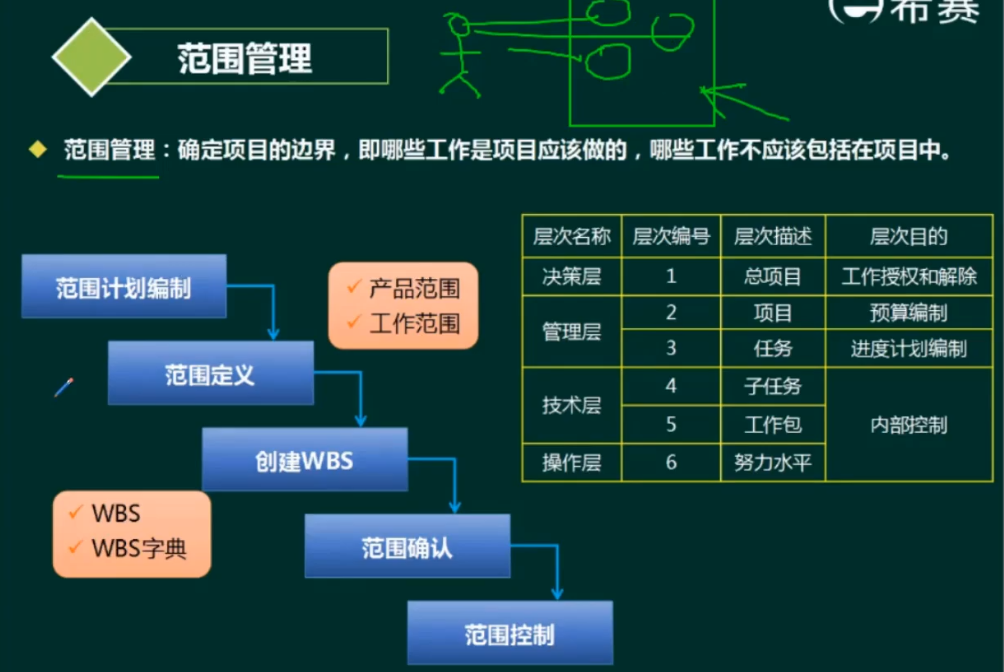 希赛
范围管理
范围管理：确定项目的边界，即哪些工作是项目应该做的，哪些工作不应该包括在项目中。
范围计划编制
产品范围
工作范围
范围定义
创建WBS
WBS
WBS字典
范围确认
范围控制
层次名称 层次编号 层次描述 层次目的
决策层 1 总项目 工作授权和解除
管理层 2 项目 预算编制
3 任务 进度计划编制
技术层 4 子任务 内部控制
5 工作包
操作层 6 努力水平